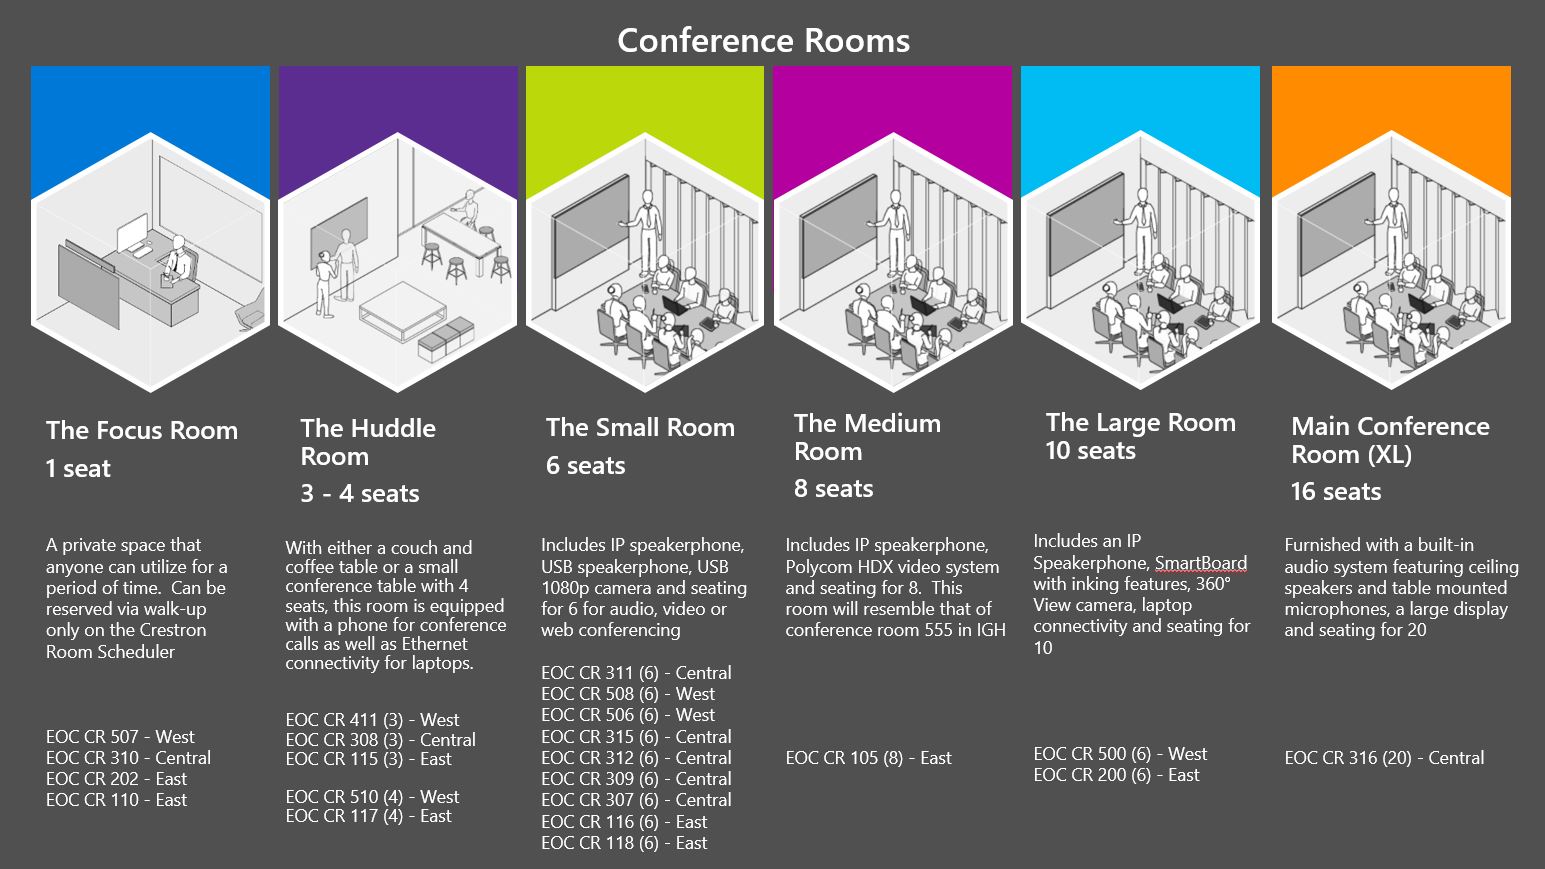 Conference Rooms
The Focus Room
1 seat
A private space that
anyone can utilize for a
period of time.  Can be
reserved via walk-up
only on the Crestron
Room Scheduler
EOC CR 507 - West
EOC CR 310 - Central
EOC CR 202 - East
EOC CR 110 - East
The Huddle
Room
3 - 4 seats
With either a couch and
coffee table or a small
conference table with 4
seats, this room is equipped
with a phone for conference
calls as well as Ethernet
connectivity for laptops.
EOC CR 411 (3) - West
EOC CR 308 (3) - Central
EOC CR 115 (3) - East
EOC CR 510 (4) - West
EOC CR 117 (4) - East
The Small Room
6 seats
Includes IP speakerphone,
USB speakerphone, USB
1080p camera and seating
for 6 for audio, video or
web conferencing
EOC CR 311 (6) - Central
EOC CR 508 (6) - West
EOC CR 506 (6) - West
EOC CR 315 (6) - Central
EOC CR 312 (6) - Central
EOC CR 309 (6) - Central
EOC CR 307 (6) - Central
EOC CR 116 (6) - East
EOC CR 118 (6) - East
The Medium
Room
8 seats
Includes IP speakerphone,
Polycom HDX video system
and seating for 8.  This
room will resemble that of
conference room 555 in IGH
EOC CR 105 (8) - East
The Large Room
10 seats
Includes an IP
Speakerphone, SmartBoard
with inking features, 360°
View camera, laptop
connectivity and seating for
10
EOC CR 500 (6) - West
EOC CR 200 (6) - East
Main Conference
Room (XL)
16 seats
Furnished with a built-in
audio system featuring ceiling
speakers and table mounted
microphones, a large display
and seating for 20
EOC CR 316 (20) - Central